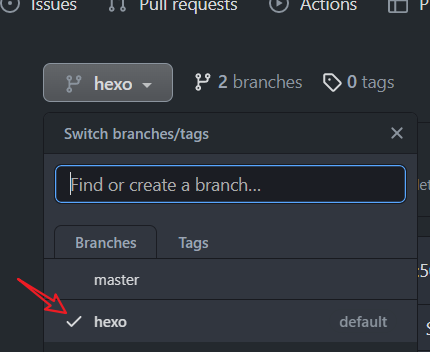 Issues Pull requests Actions P
hexo 2 branches 0 tags
Switch branches/tags
Find or create a branch...
Branches Tags
master
hexo default